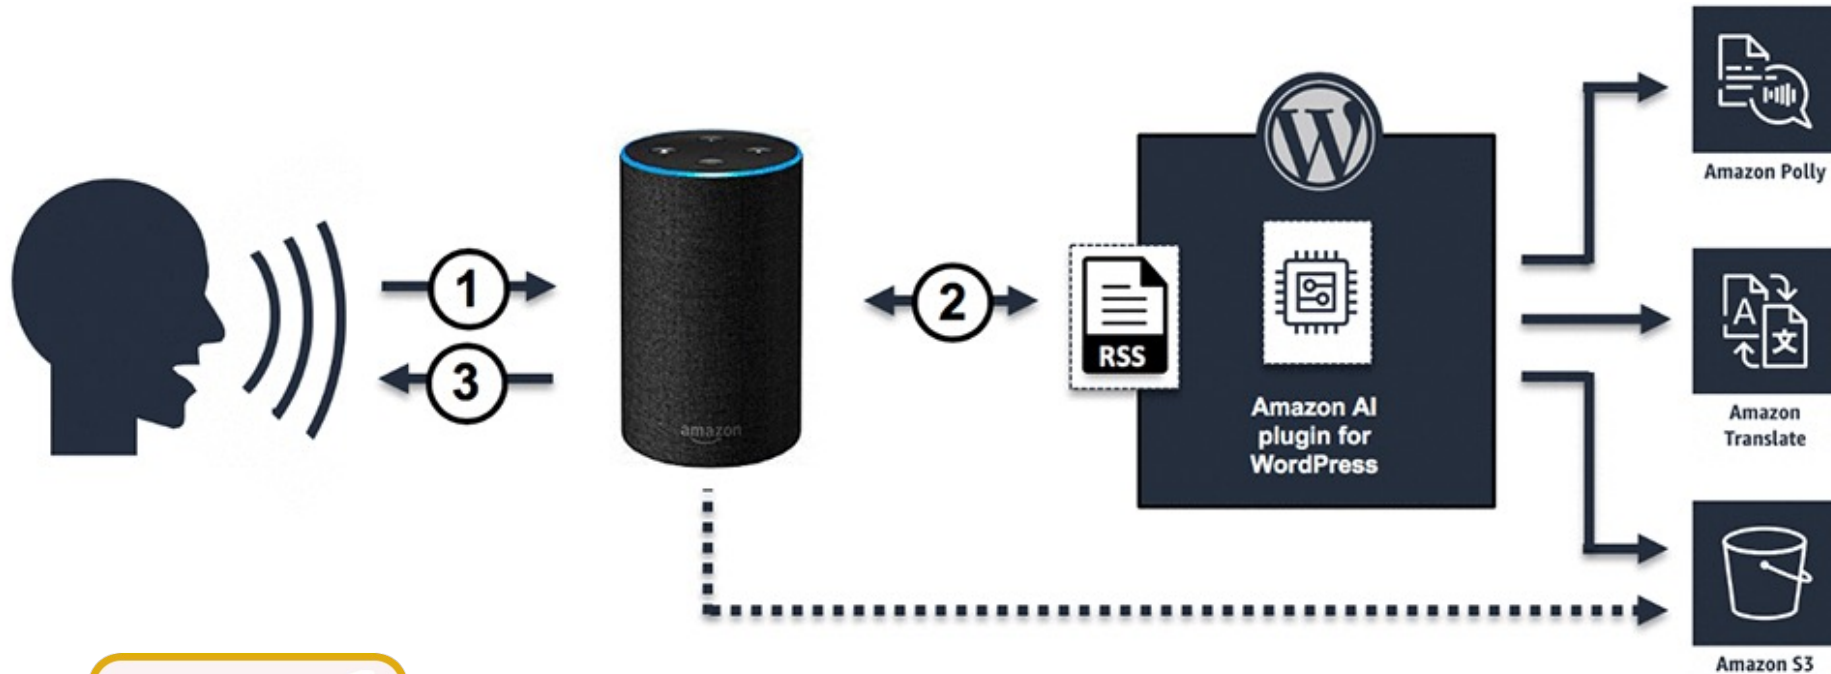 1
2
3
amazon
RSS
Amazon AI
plugin for
WordPress
Amazon Polly
A 文
Amazon
Translate
Amazon S3